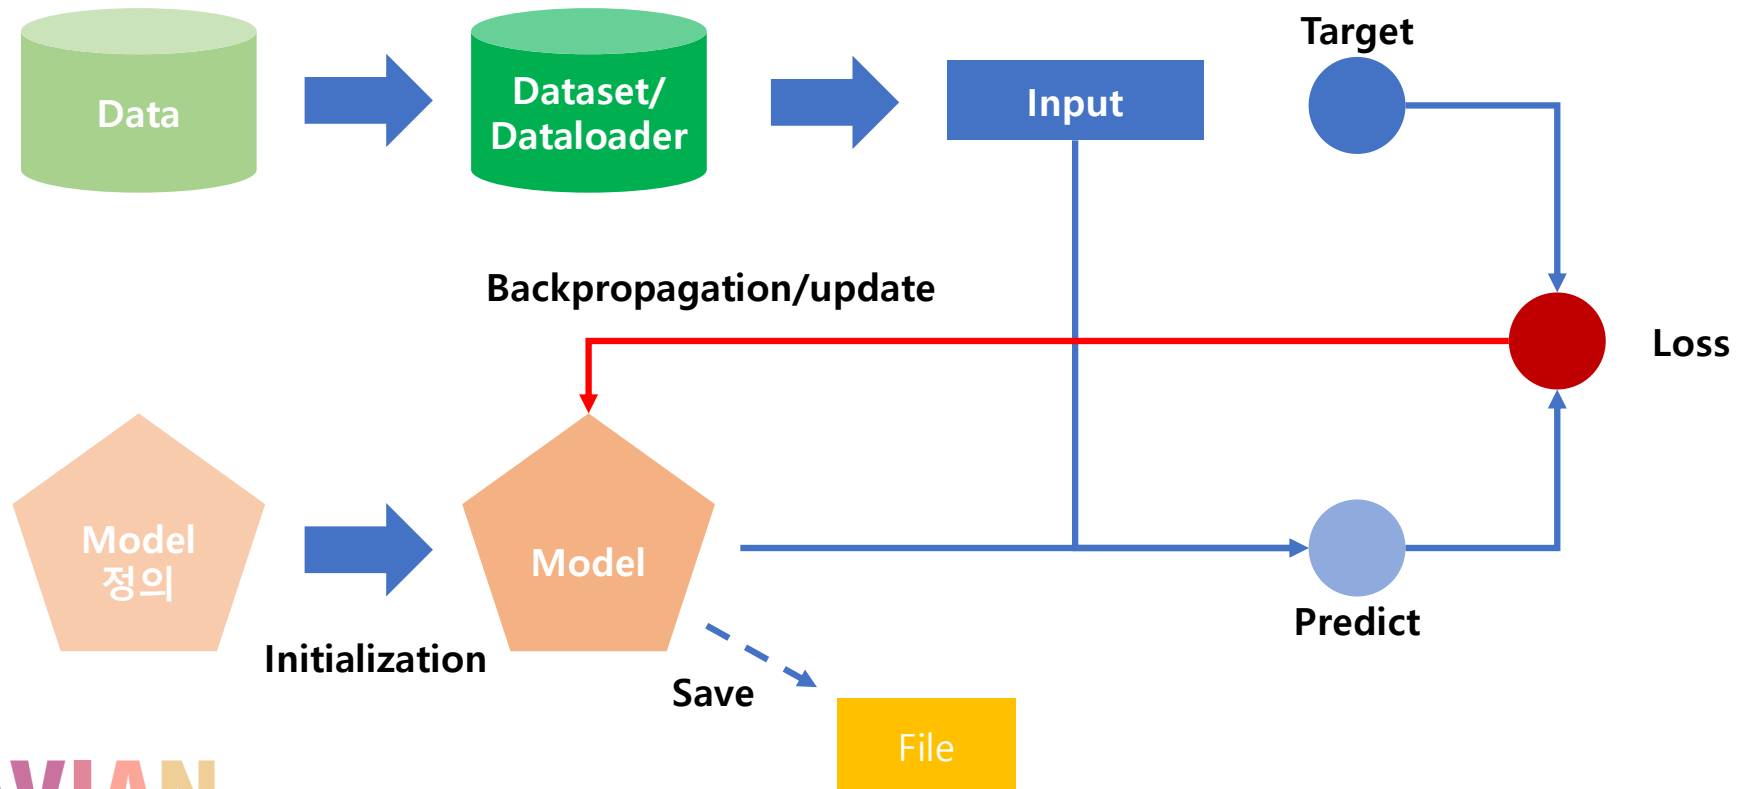 Target
Data
Dataset/
Dataloader
Input
Backpropagation/update
Loss
Model
정의
Model
Initialization
Predict
Save
File